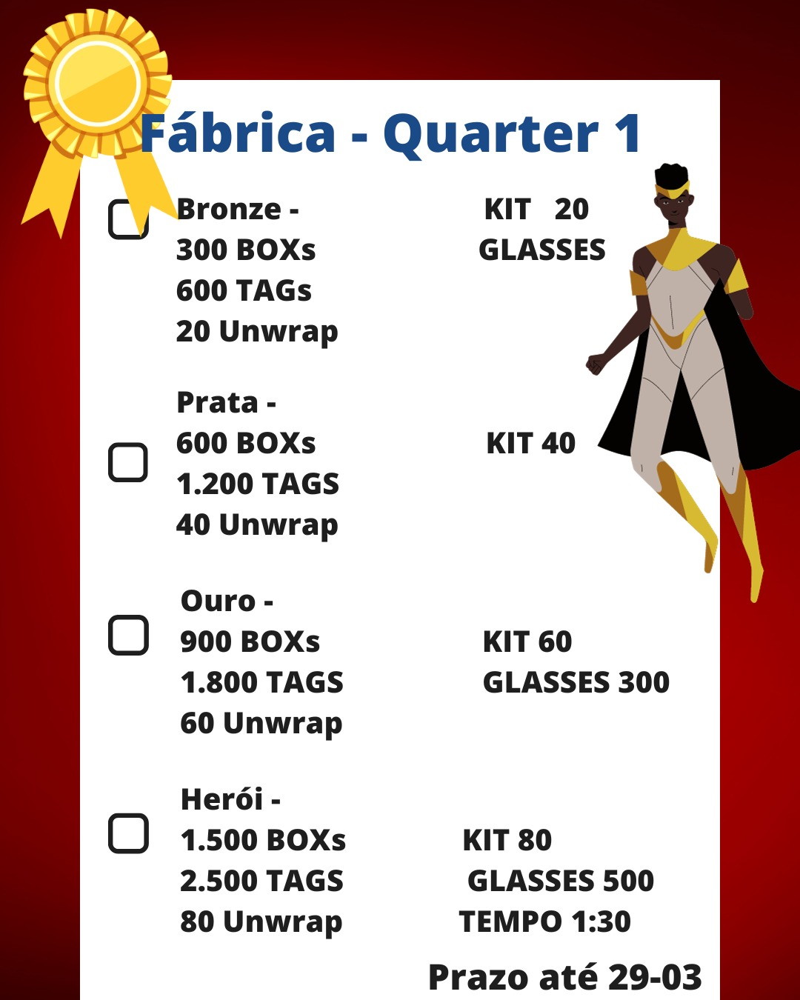 Fábrica - Quarter 1
Bronze - KIT 20
300 BOXs GLASSES
600 TAGs
20 Unwrap
Prata -
600 BOXs KIT 40
1.200 TAGS
40 Unwrap
Ouro -
900 BOXs KIT 60
1.800 TAGS GLASSES 300
60 Unwrap
Herói -
1.500 BOXs KIT 80
2.500 TAGS GLASSES 500
80 Unwrap TEMPO 1:30
Prazo até 29-03